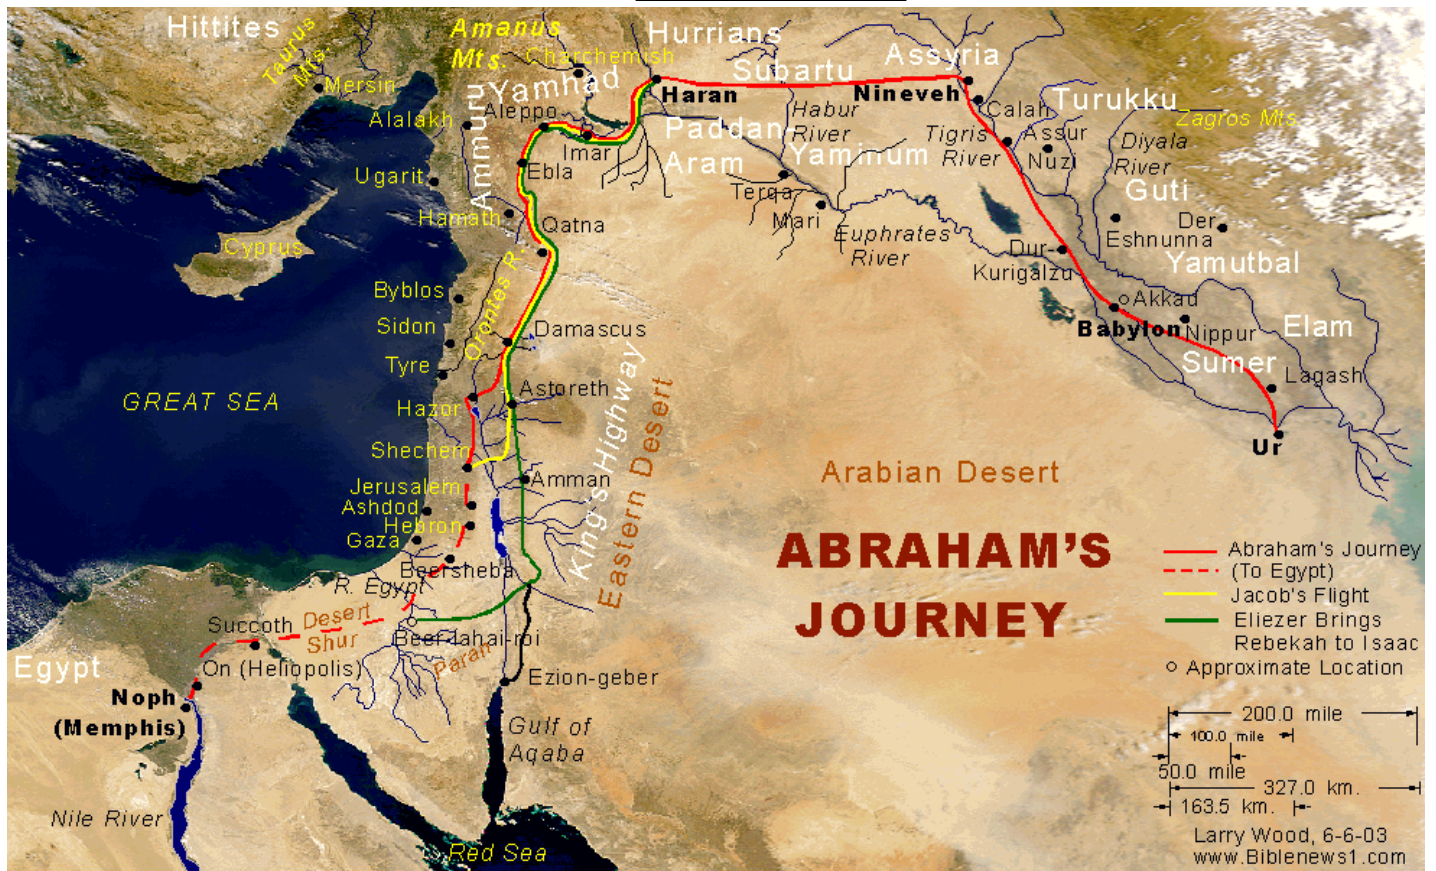 Hittites
Taurus
Mts.
Mersin
Amanus
Mts.
Charchemish
Yamhad
Hurrians
Subartu
Assyria
Haran
Nineveh
Calah
Turukku
Zagros Mts
Alalakh
Aleppo
Ammuru
Imar
Paddan-
Aram
Habur
River
Tigris
River
Assur
Nuzi
Diyala
River
Ugarit
Ebla
Yaminum
Terqa
Mari
Guti
Hamath
Qatna
Cyprus
Euphrates
River
Der
Eshnunna
Dur-
Kurigalzu
Yamutbal
Orontes R.
Byblos
Akkad
Sidon
Damascus
Babylon
Nippur
Elam
Tyre
Sumer
Lagash
GREAT SEA
Hazor
Astoreth
King's Highway
Eastern Desert
Ur
Shechem
Arabian Desert
Jerusalem
Amman
Ashdod
Hebron
Gaza
ABRAHAM'S
JOURNEY
Beersheba
R. Egypt
Desert
Shur
Succoth
Beer-lahai-roi
Paran
Egypt
On (Heliopolis)
Ezion-geber
Noph
(Memphis)
Gulf of
Aqaba
Nile River
Red Sea
Abraham's Journey
(To Egypt)
Jacob's Flight
Eliezer Brings
Rebekah to Isaac
Approximate Location
200.0 mile
100.0 mile
50.0 mile
327.0 km.
163.5 km.
Larry Wood, 6-6-03
www.Biblenews1.com